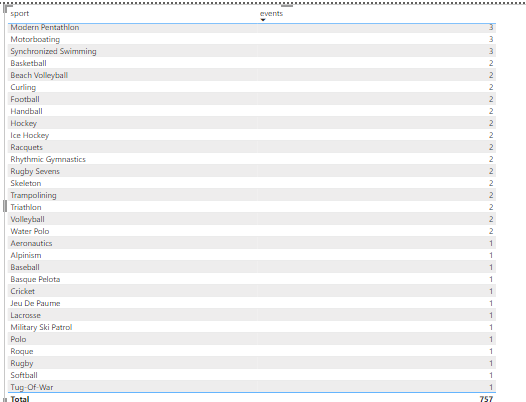 sport events
Modern Pentathlon 3
Motorboating 3
Synchronized Swimming 3
Basketball 2
Beach Volleyball 2
Curling 2
Football 2
Handball 2
Hockey 2
Ice Hockey 2
Racquets 2
Rhythmic Gymnastics 2
Rugby Sevens 2
Skeleton 2
Trampolining 2
Triathlon 2
Volleyball 2
Water Polo 2
Aeronautics 1
Alpinism 1
Baseball 1
Basque Pelota 1
Cricket 1
Jeu De Paume 1
Lacrosse 1
Military Ski Patrol 1
Polo 1
Roque 1
Rugby 1
Softball 1
Tug-Of-War 1
Total 757